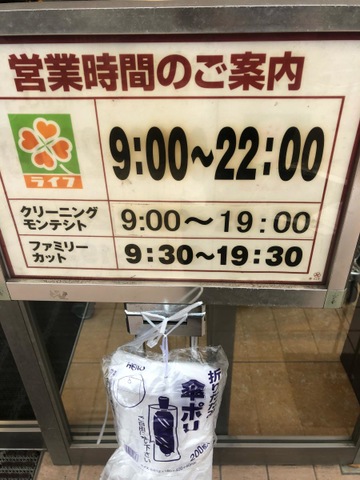 営業時間のご案内
ライフ
9:00～22:00
クリーニング
モンテシト
9:00～19:00
ファミリー
カット
9:30～19:30
傘ポリ